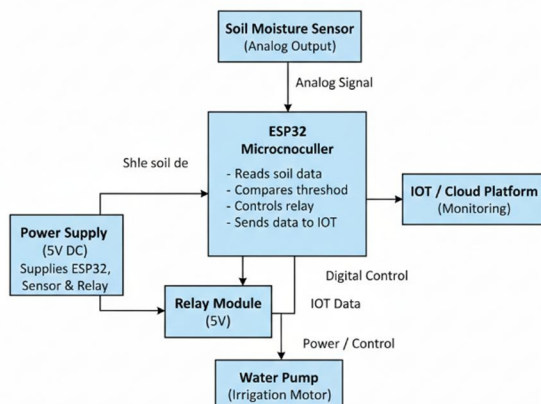 Soil Moisture Sensor
(Analog Output)
Analog Signal
ESP32
Microcnoculler
- Reads soil data
- Compares threshod
- Controls relay
- Sends data to IOT
Shle soil de
IOT / Cloud Platform
(Monitoring)
Power Supply
(5V DC)
Supplies ESP32,
Sensor & Relay
Digital Control
Relay Module
(5V)
IOT Data
Power / Control
Water Pump
(Irrigation Motor)